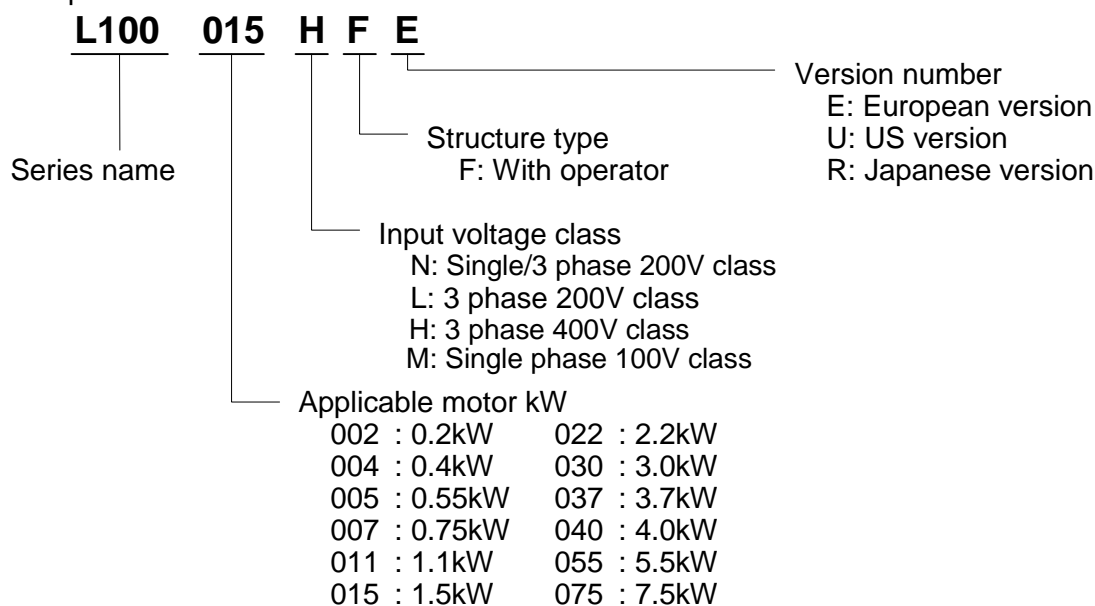 L100 015 H F E
Version number
E: European version
U: US version
R: Japanese version
Structure type
F: With operator
Series name
Input voltage class
N: Single/3 phase 200V class
L: 3 phase 200V class
H: 3 phase 400V class
M: Single phase 100V class
Applicable motor kW
002 : 0.2kW 022 : 2.2kW
004 : 0.4kW 030 : 3.0kW
005 : 0.55kW 037 : 3.7kW
007 : 0.75kW 040 : 4.0kW
011 : 1.1kW 055 : 5.5kW
015 : 1.5kW 075 : 7.5kW